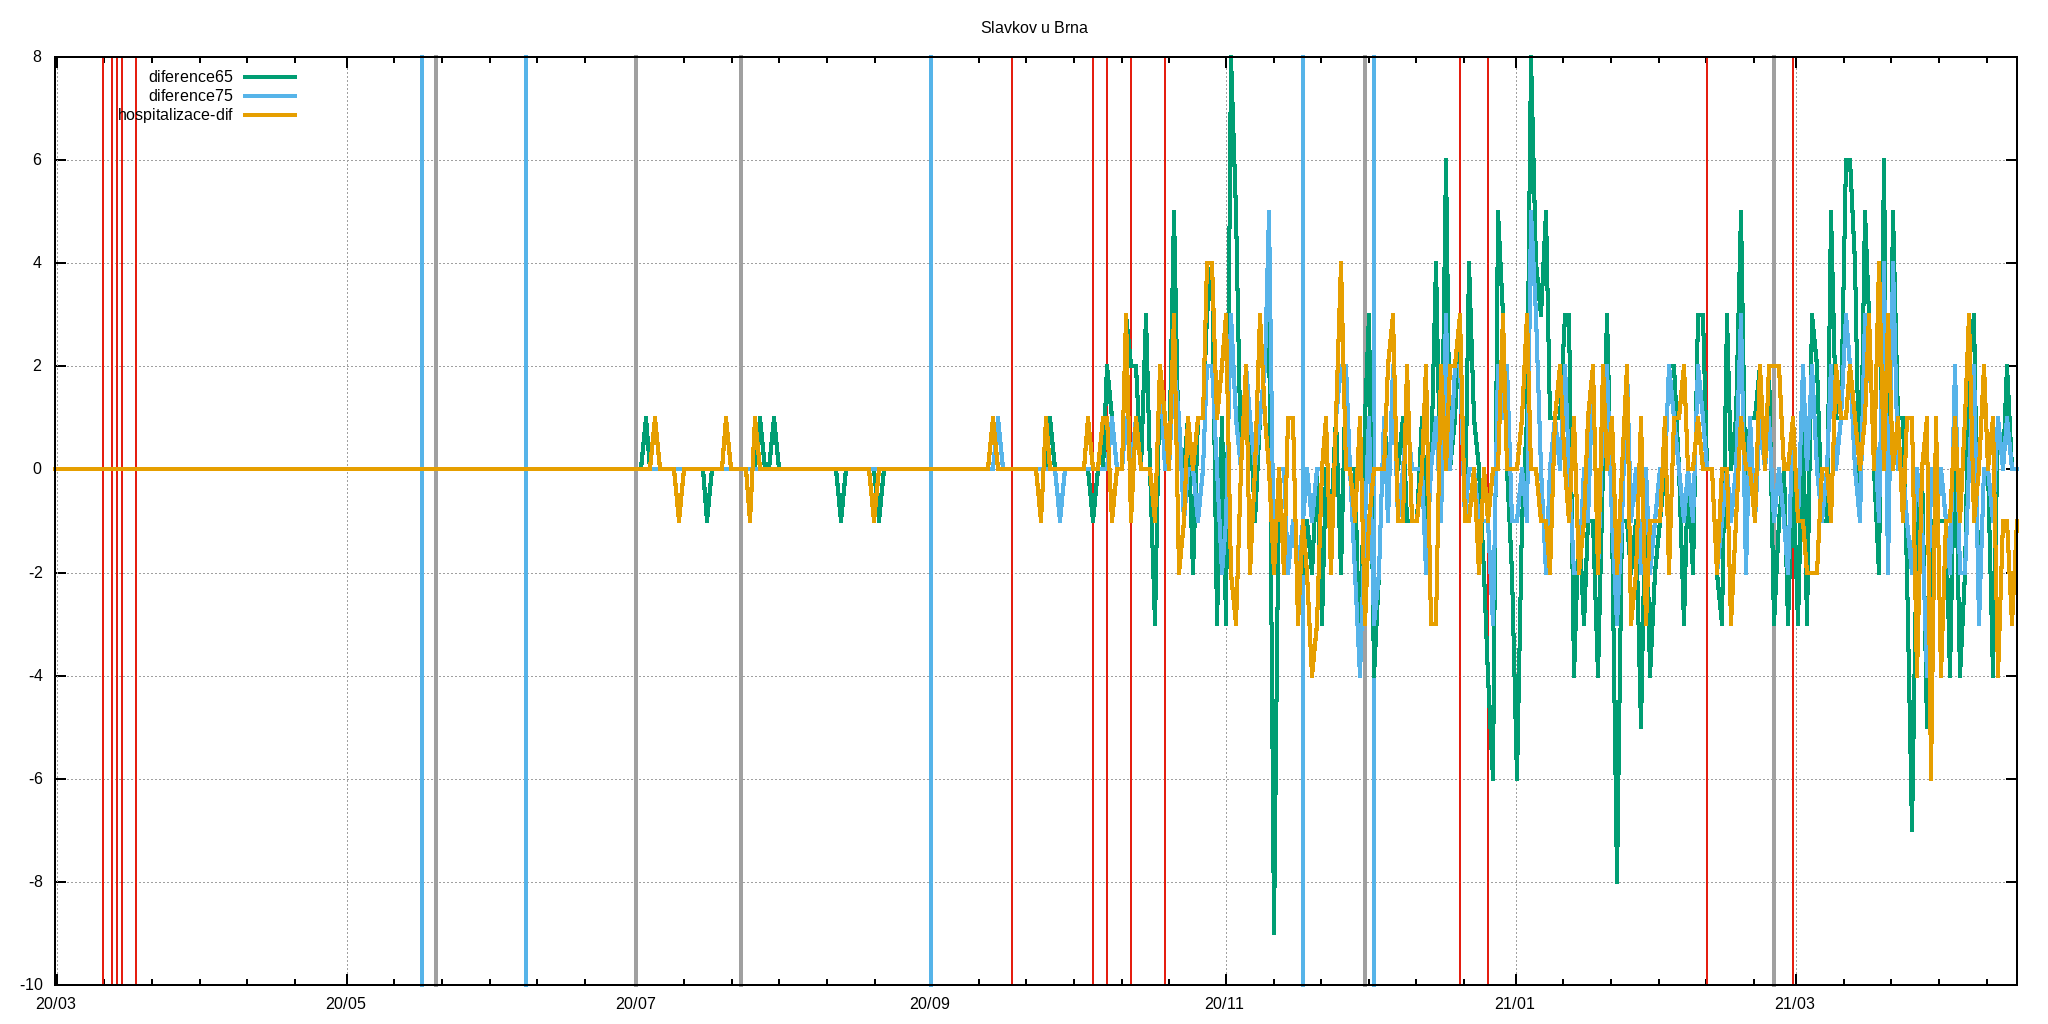 Slavkov u Brna
8
diference65
diference75
hospitalizace-dif
6
4
2
0
-2
-4
-6
-8
-10
20/03 20/05 20/07 20/09 20/11 21/01 21/03